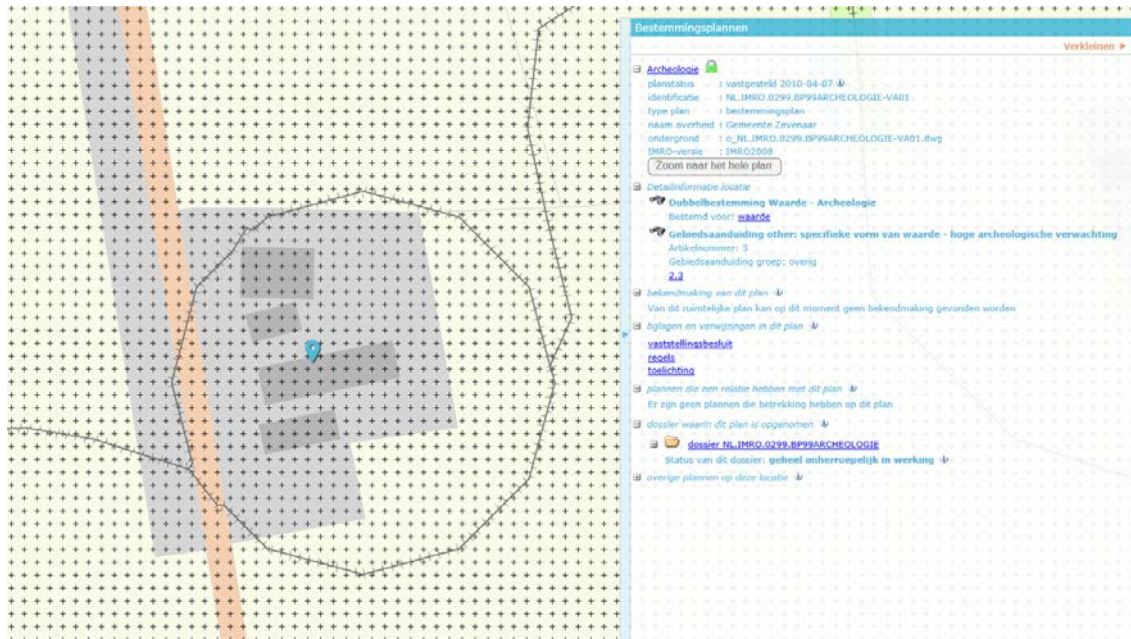 Bestemmingsplannen
Verkleinen
Archeologie
planstatus : vastgesteld 2010-04-07
identificatie : NL.IMRO.0299.BP99ARCHEOLOGIE-VA01
type plan : bestemmingsplan
naam overheid : Gemeente Zevenaar
ondergrond : o_NL.IMRO.0299.BP99ARCHEOLOGIE-VA01.dwg
IMRO-versie : IMRO2008
Zoom naar het hele plan
Detailinformatie locatie
Dubbelbestemming Waarde - Archeologie
Bestemd voor: waarde
Gebiedsaanduiding other: specifieke vorm van waarde - hoge archeologische verwachting
Artikelnummer: 3
Gebiedsaanduiding groep: overig
2.3
bekendmaking van dit plan
Van dit ruimtelijke plan kan op dit moment geen bekendmaking gevonden worden
bijlagen en verwijzingen in dit plan
vaststellingsbesluit
regels
toelichting
plannen die een relatie hebben met dit plan
Er zijn geen plannen die betrekking hebben op dit plan
dossier waarin dit plan is opgenomen
dossier NL.IMRO.0299.BP99ARCHEOLOGIE
Status van dit dossier: geheel onherroepelijk in werking
overige plannen op deze locatie